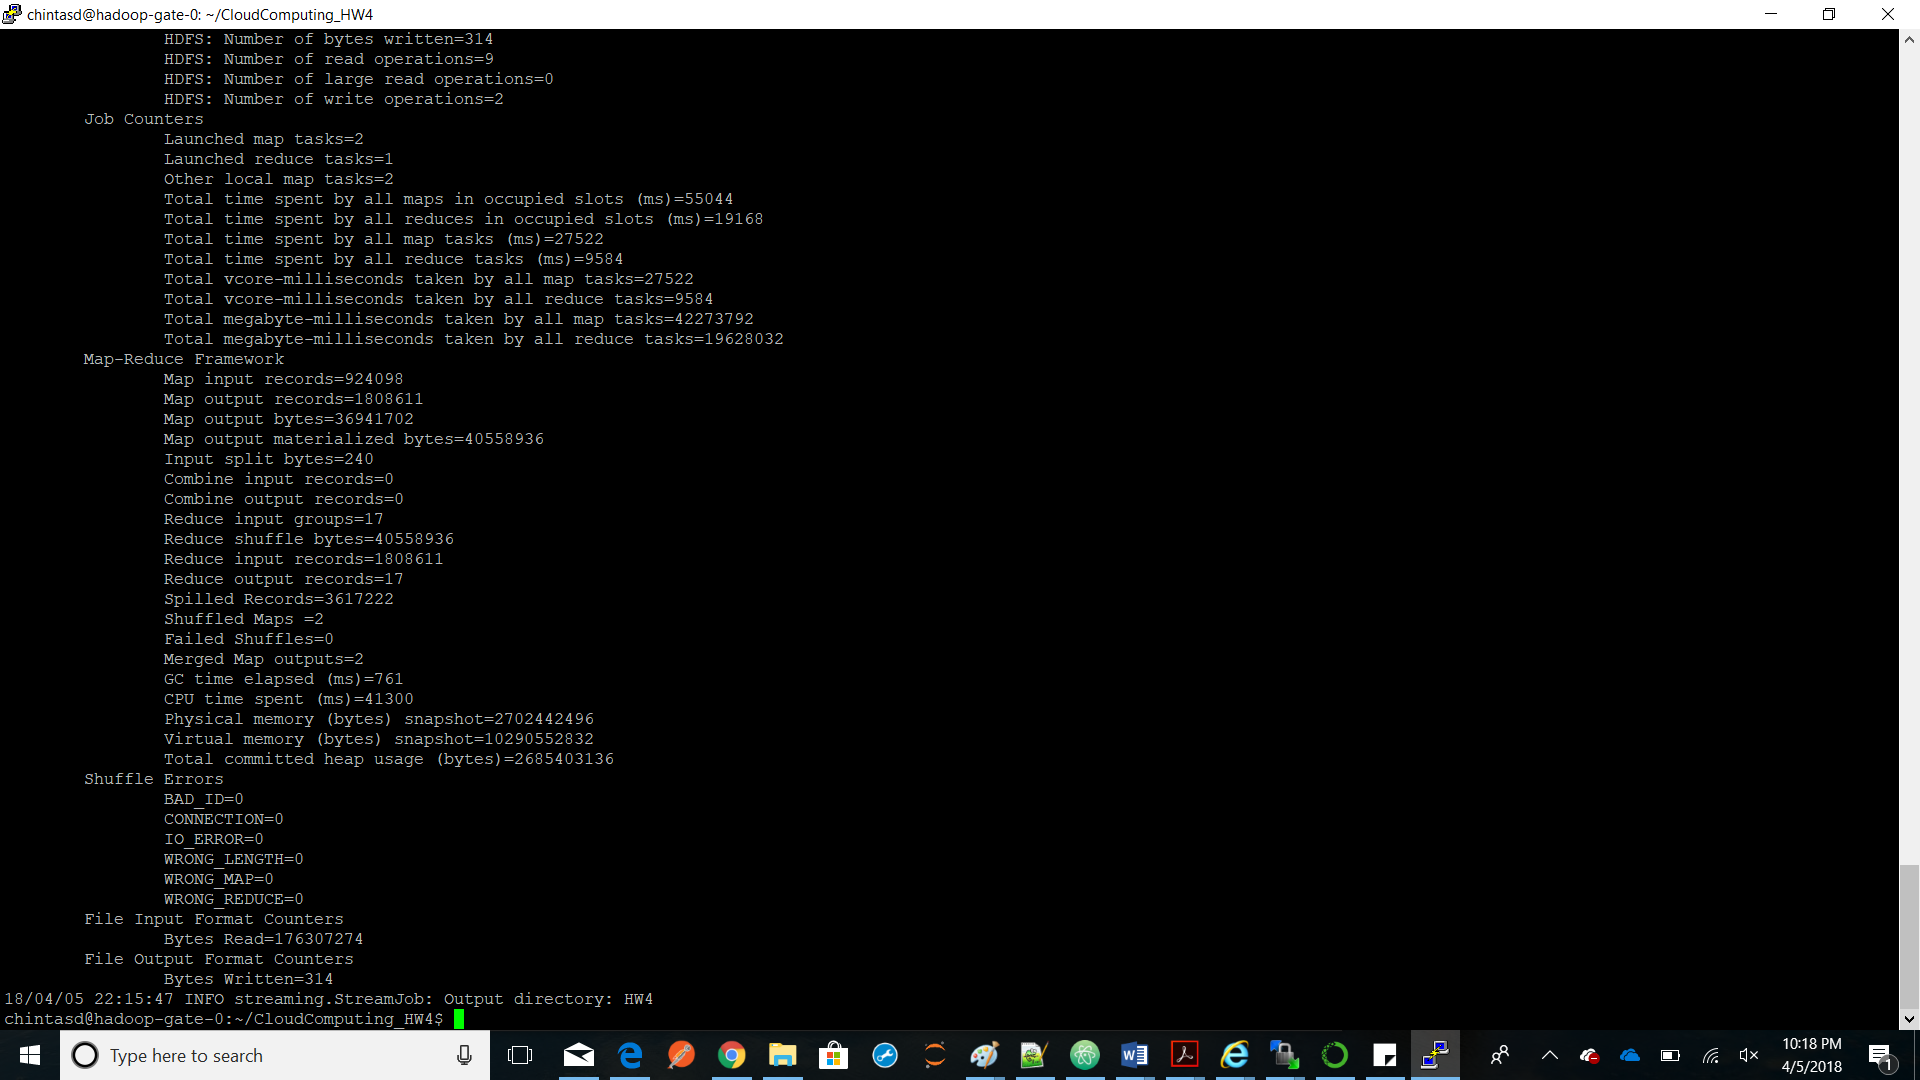 chintasd@hadoop-gate-0: ~/CloudComputing_HW4
HDFS: Number of bytes written=314
HDFS: Number of read operations=9
HDFS: Number of large read operations=0
HDFS: Number of write operations=2
Job Counters
Launched map tasks=2
Launched reduce tasks=1
Other local map tasks=2
Total time spent by all maps in occupied slots (ms)=55044
Total time spent by all reduces in occupied slots (ms)=19168
Total time spent by all map tasks (ms)=27522
Total time spent by all reduce tasks (ms)=9584
Total vcore-milliseconds taken by all map tasks=27522
Total vcore-milliseconds taken by all reduce tasks=9584
Total megabyte-milliseconds taken by all map tasks=42273792
Total megabyte-milliseconds taken by all reduce tasks=19628032
Map-Reduce Framework
Map input records=924098
Map output records=1808611
Map output bytes=36941702
Map output materialized bytes=40558936
Input split bytes=240
Combine input records=0
Combine output records=0
Reduce input groups=17
Reduce shuffle bytes=40558936
Reduce input records=1808611
Reduce output records=17
Spilled Records=3617222
Shuffled Maps =2
Failed Shuffles=0
Merged Map outputs=2
GC time elapsed (ms)=761
CPU time spent (ms)=41300
Physical memory (bytes) snapshot=2702442496
Virtual memory (bytes) snapshot=10290552832
Total committed heap usage (bytes)=2685403136
Shuffle Errors
BAD_ID=0
CONNECTION=0
IO_ERROR=0
WRONG_LENGTH=0
WRONG_MAP=0
WRONG_REDUCE=0
File Input Format Counters
Bytes Read=176307274
File Output Format Counters
Bytes Written=314
18/04/05 22:15:47 INFO streaming.StreamJob: Output directory: HW4
chintasd@hadoop-gate-0:~/CloudComputing_HW4$
Type here to search
10:18 PM
4/5/2018
1